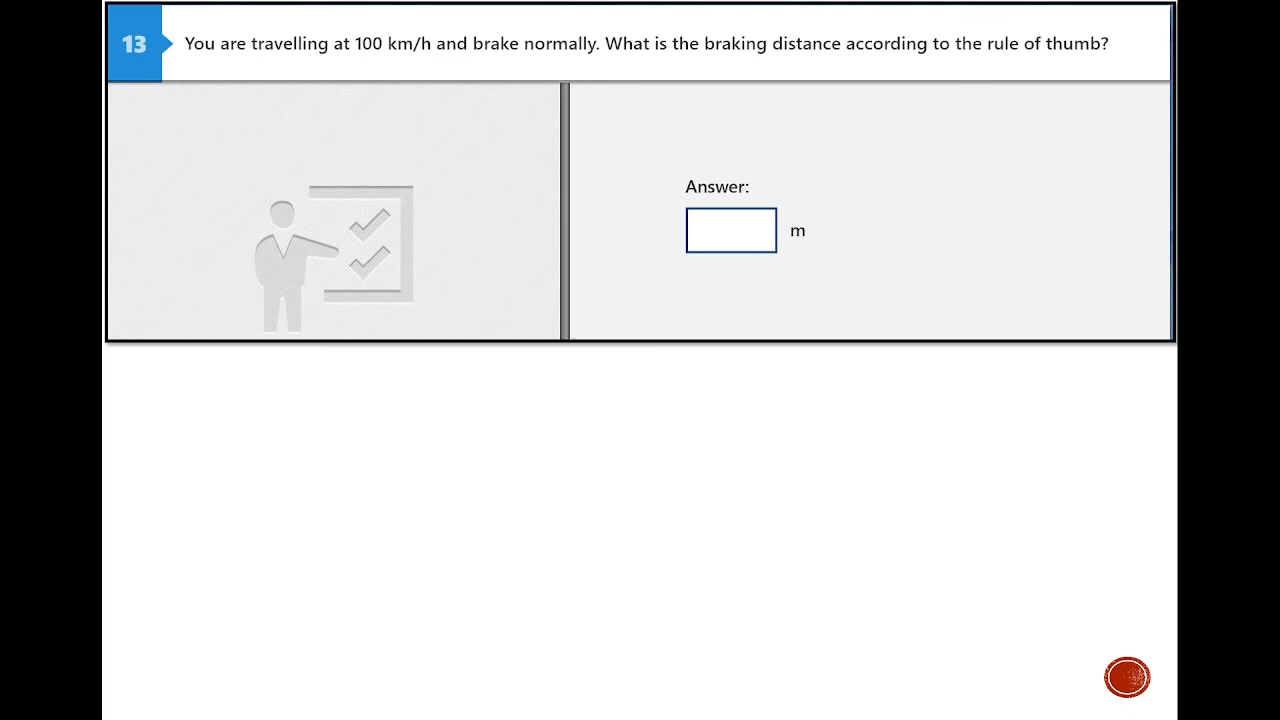 13
You are travelling at 100 km/h and brake normally. What is the braking distance according to the rule of thumb?
Answer:
m